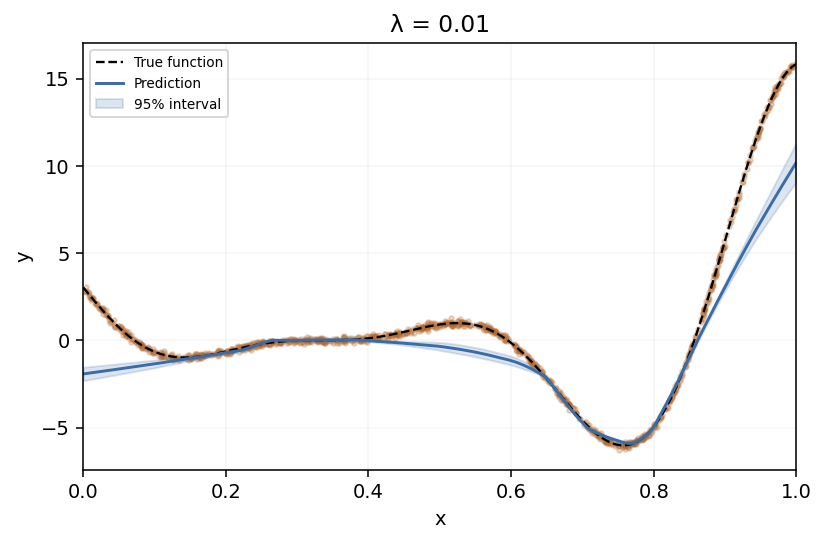 λ = 0.01
True function
Prediction
95% interval
15
10
5
0
−5
y
0.0 0.2 0.4 0.6 0.8 1.0
x